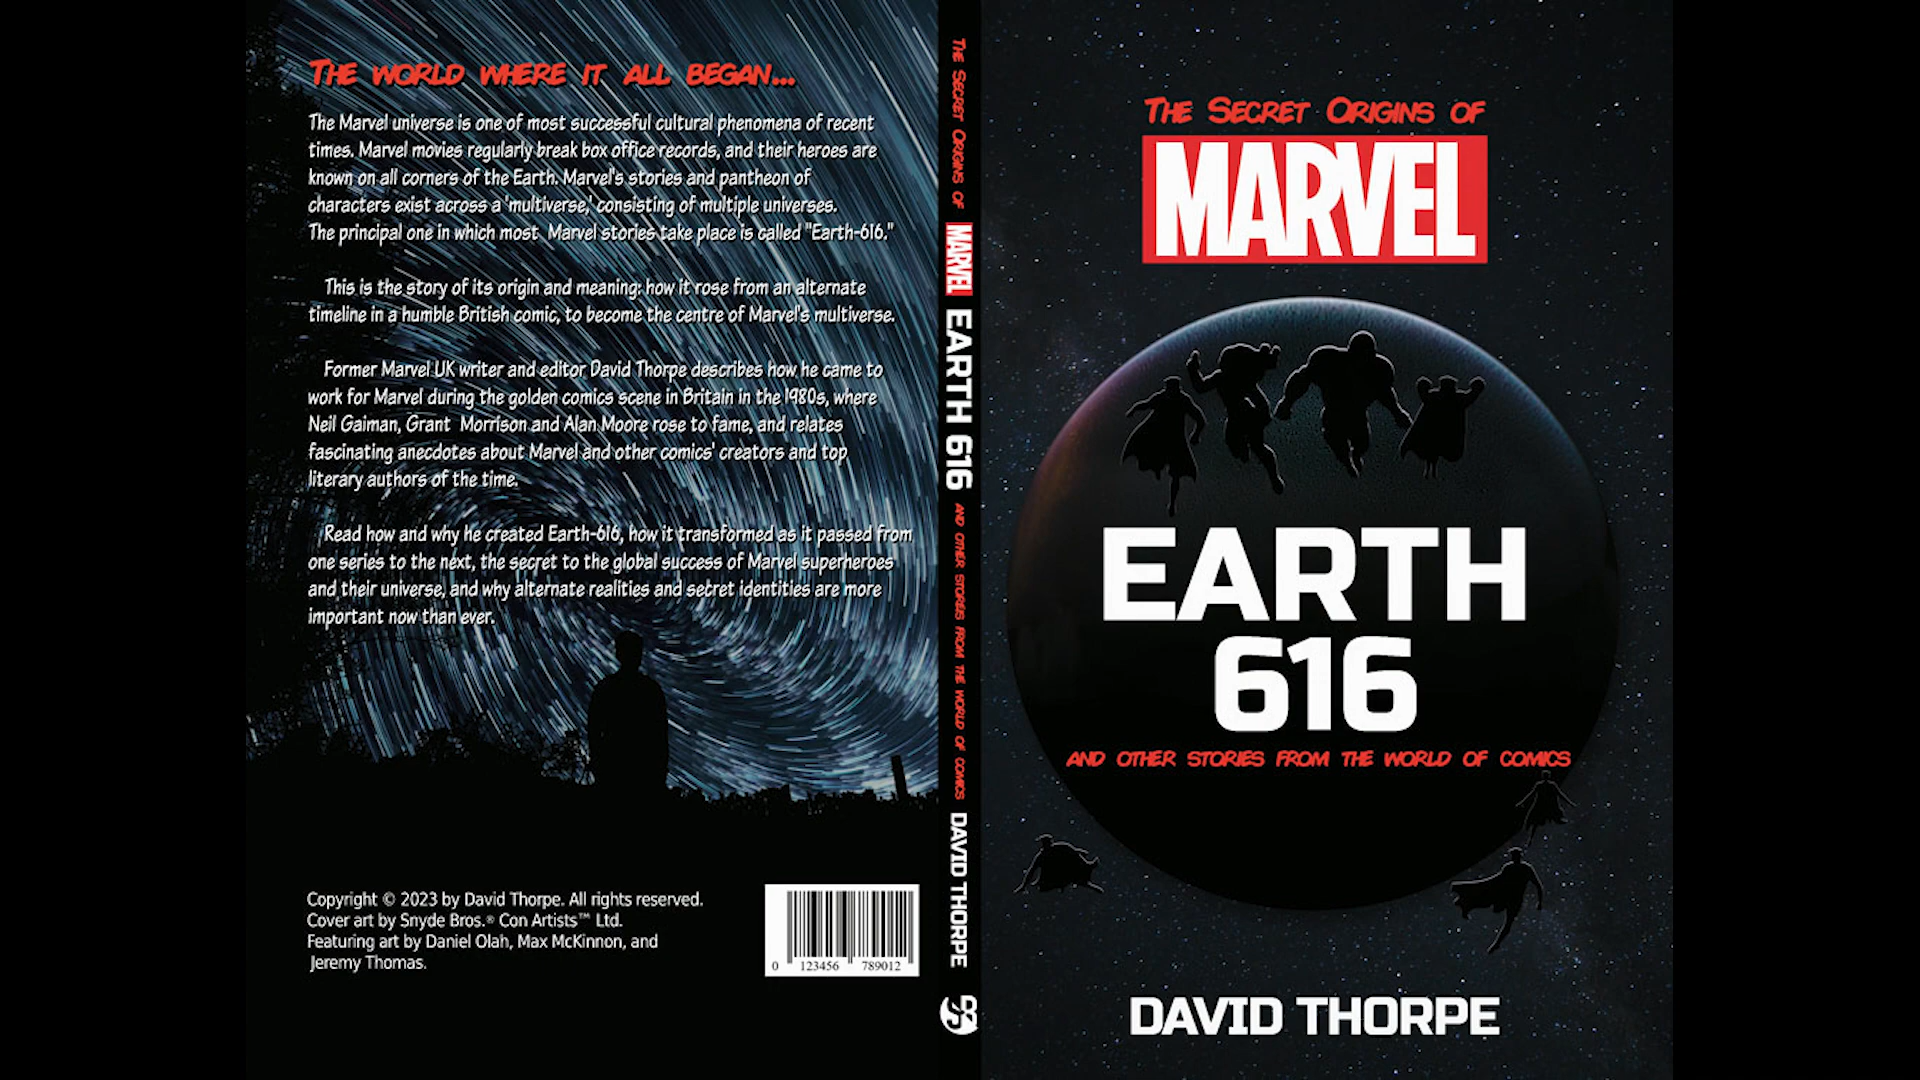 The world where it all began...
The Marvel universe is one of most successful cultural phenomena of recent
times. Marvel movies regularly break box office records, and their heroes are
known on all corners of the Earth. Marvel's stories and pantheon of
characters exist across a 'multiverse,' consisting of multiple universes.
The principal one in which most Marvel stories take place is called "Earth-616."
This is the story of its origin and meaning: how it rose from an alternate
timeline in a humble British comic, to become the centre of Marvel's multiverse.
Former Marvel UK writer and editor David Thorpe describes how he came to
work for Marvel during the golden comics scene in Britain in the 1980s, where
Neil Gaiman, Grant Morrison and Alan Moore rose to fame, and relates
fascinating anecdotes about Marvel and other comics' creators and top
literary authors of the time.
Read how and why he created Earth-616, how it transformed as it passed from
one series to the next, the secret to the global success of Marvel superheroes
and their universe, and why alternate realities and secret identities are more
important now than ever.
Copyright © 2023 by David Thorpe. All rights reserved.
Cover art by Snyde Bros.® Con Artists™ Ltd.
Featuring art by Daniel Olah, Max McKinnon, and
Jeremy Thomas.
0 123456 789012
The Secret Origins of MARVEL EARTH 616 and other stories from the world of comics DAVID THORPE
The Secret Origins of
MARVEL
EARTH
616
and other stories from the world of comics
DAVID THORPE